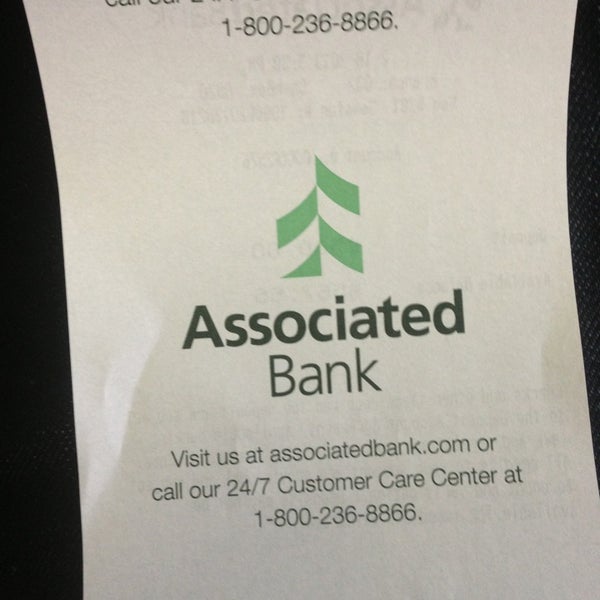 1-800-236-8866.
Associated
Bank
Visit us at associatedbank.com or
call our 24/7 Customer Care Center at
1-800-236-8866.